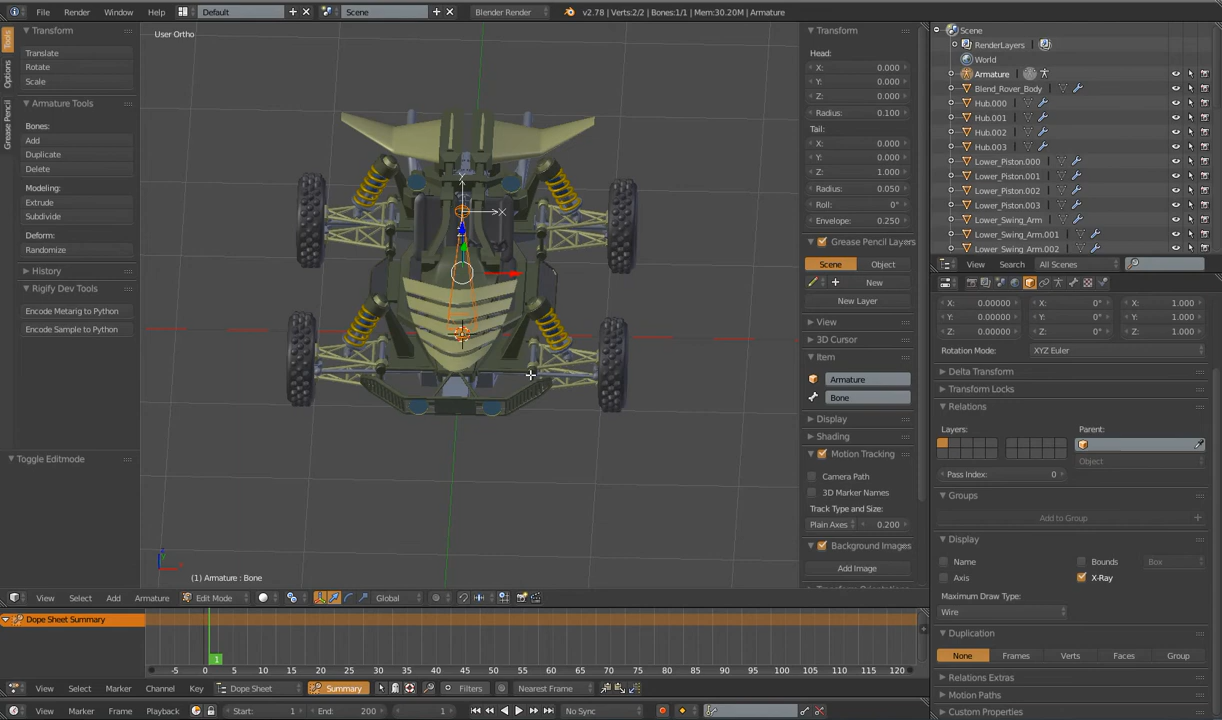 File Render Window Help Default Scene Blender Render v2.78 | Verts:2/2 | Bones:1/1 | Mem:30.20M | Armature
Tools
Options
Grease Pencil
Transform
Translate
Rotate
Scale
Armature Tools
Bones:
Add
Duplicate
Delete
Modeling:
Extrude
Subdivide
Deform:
Randomize
History
Rigify Dev Tools
Encode Metarig to Python
Encode Sample to Python
Toggle Editmode
User Ortho
(1) Armature : Bone
Transform
Head:
X: 0.000
Y: 0.000
Z: 0.000
Radius: 0.100
Tail:
X: 0.000
Y: 0.000
Z: 1.000
Radius: 0.050
Roll: 0°
Envelope: 0.250
Grease Pencil Layers
Scene Object
New
New Layer
View
3D Cursor
Item
Armature
Bone
Display
Shading
Motion Tracking
Camera Path
3D Marker Names
Track Type and Size:
Plain Axes 0.200
Background Images
Add Image
Scene
RenderLayers
World
Armature
Blend_Rover_Body
Hub.000
Hub.001
Hub.002
Hub.003
Lower_Piston.000
Lower_Piston.001
Lower_Piston.002
Lower_Piston.003
Lower_Swing_Arm
Lower_Swing_Arm.001
Lower_Swing_Arm.002
View Search All Scenes
X: 0.00000 X: 0° X: 1.000
Y: 0.00000 Y: 0° Y: 1.000
Z: 0.00000 Z: 0° Z: 1.000
Rotation Mode: XYZ Euler
Delta Transform
Transform Locks
Relations
Layers: Parent:
Object
Pass Index: 0
Groups
Add to Group
Display
Name Bounds Box
Axis X-Ray
Maximum Draw Type:
Wire
Duplication
None Frames Verts Faces Group
Relations Extras
Motion Paths
Custom Properties
View Select Add Armature Edit Mode Global
Dope Sheet Summary
1
-5 0 5 10 15 20 25 30 35 40 45 50 55 60 65 70 75 80 85 90 95 100 105 110 115 120
View Select Marker Channel Key Dope Sheet Summary Filters Nearest Frame
View Marker Frame Playback Start: 1 End: 200 1 No Sync